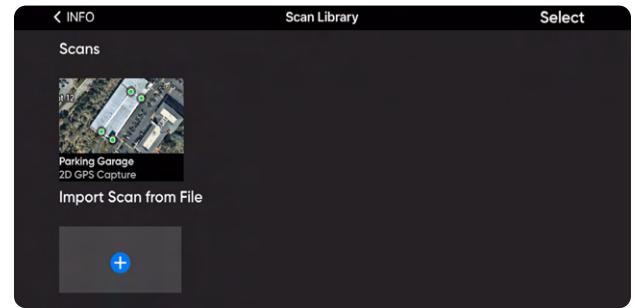 INFO
Scan Library
Select
Scans
Parking Garage
2D GPS Capture
Import Scan from File